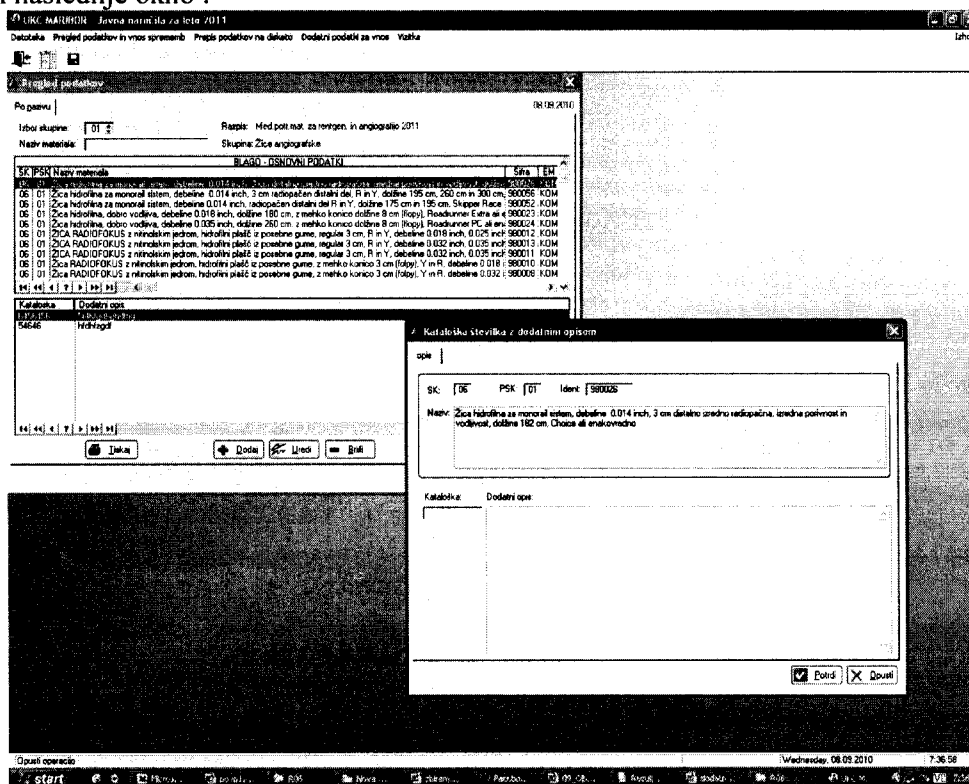 naslednje okno :
UKC MARIBOR Javna naročila za leto 2011
Datoteka Pregled podatkov in vnos sprememb Prepis podatkov na disketo Dodatni podatki za vnos Vizitka
Pregled podatkov
Po nazivu 08.09.2010
Izbor skupine: 01 Razpis: Med.potr.mat. za rentgen. in angiografijo 2011
Naziv materiala: Skupina: Žice angiografske
BLAGO - OSNOVNI PODATKI
SK PSK Naziv materiala Šifra EM
06 01 Žica hidrofilna za monorail sistem, debeline 0.014 inch, 3 cm radiopačen distalni del, R in Y, dolžine 195 cm, 260 cm in 300 cm, 980056 KOM
06 01 Žica hidrofilna za monorail sistem, debeline 0.014 inch, radiopačen distalni del R in Y, dolžine 175 cm in 195 cm, Skipper Race 980052 KOM
06 01 Žica hidrofilna, dobro vodljiva, debeline 0.018 inch, dolžine 180 cm, z mehko konico dolžine 8 cm (flopy), Roadrunner Extra ali e 980023 KOM
06 01 Žica hidrofilna, dobro vodljiva, debeline 0.035 inch, dolžine 260 cm, z mehko konico dolžine 8 cm (flopy), Roadrunner PC ali en 980024 KOM
06 01 ŽICA RADIOFOKUS z nitinolskim jedrom, hidrofilni plašč iz posebne gume, regular 3 cm, R in Y, debeline 0.018 inch, 0.025 inch 980012 KOM
06 01 ŽICA RADIOFOKUS z nitinolskim jedrom, hidrofilni plašč iz posebne gume, regular 3 cm, R in Y, debeline 0.032 inch, 0.035 inch 980013 KOM
06 01 ŽICA RADIOFOKUS z nitinolskim jedrom, hidrofilni plašč iz posebne gume, regular 3 cm, R in Y, debeline 0.032 inch, 0.035 inch 980011 KOM
06 01 Žica RADIOFOKUS z nitinolskim jedrom, hidrofilni plašč iz posebne gume, z mehko konico 3 cm (folpy), Y in R, debeline 0.018 980010 KOM
06 01 Žica RADIOFOKUS z nitinolskim jedrom, hidrofilni plašč iz posebne gume, z mehko konico 3 cm (folpy), Y in R, debeline 0.032 980009 KOM
Kataloška Dodatni opis
54646 hfdhfzgdf
Tiskaj Dodaj Uredi Briši
Kataloška številka z dodatnim opisom
opis
SK: 06 PSK: 01 Ident: 980026
Naziv: Žica hidrofilna za monorail sistem, debeline 0.014 inch, 3 cm distalno izredno radiopačna, izredna porivnost in
vodljivost, dolžine 182 cm, Choice ali enakovredno
Kataloška: Dodatni opis:
Potrdi Opusti
Opusti operacijo Wednesday, 08.09.2010 7:36:58
start